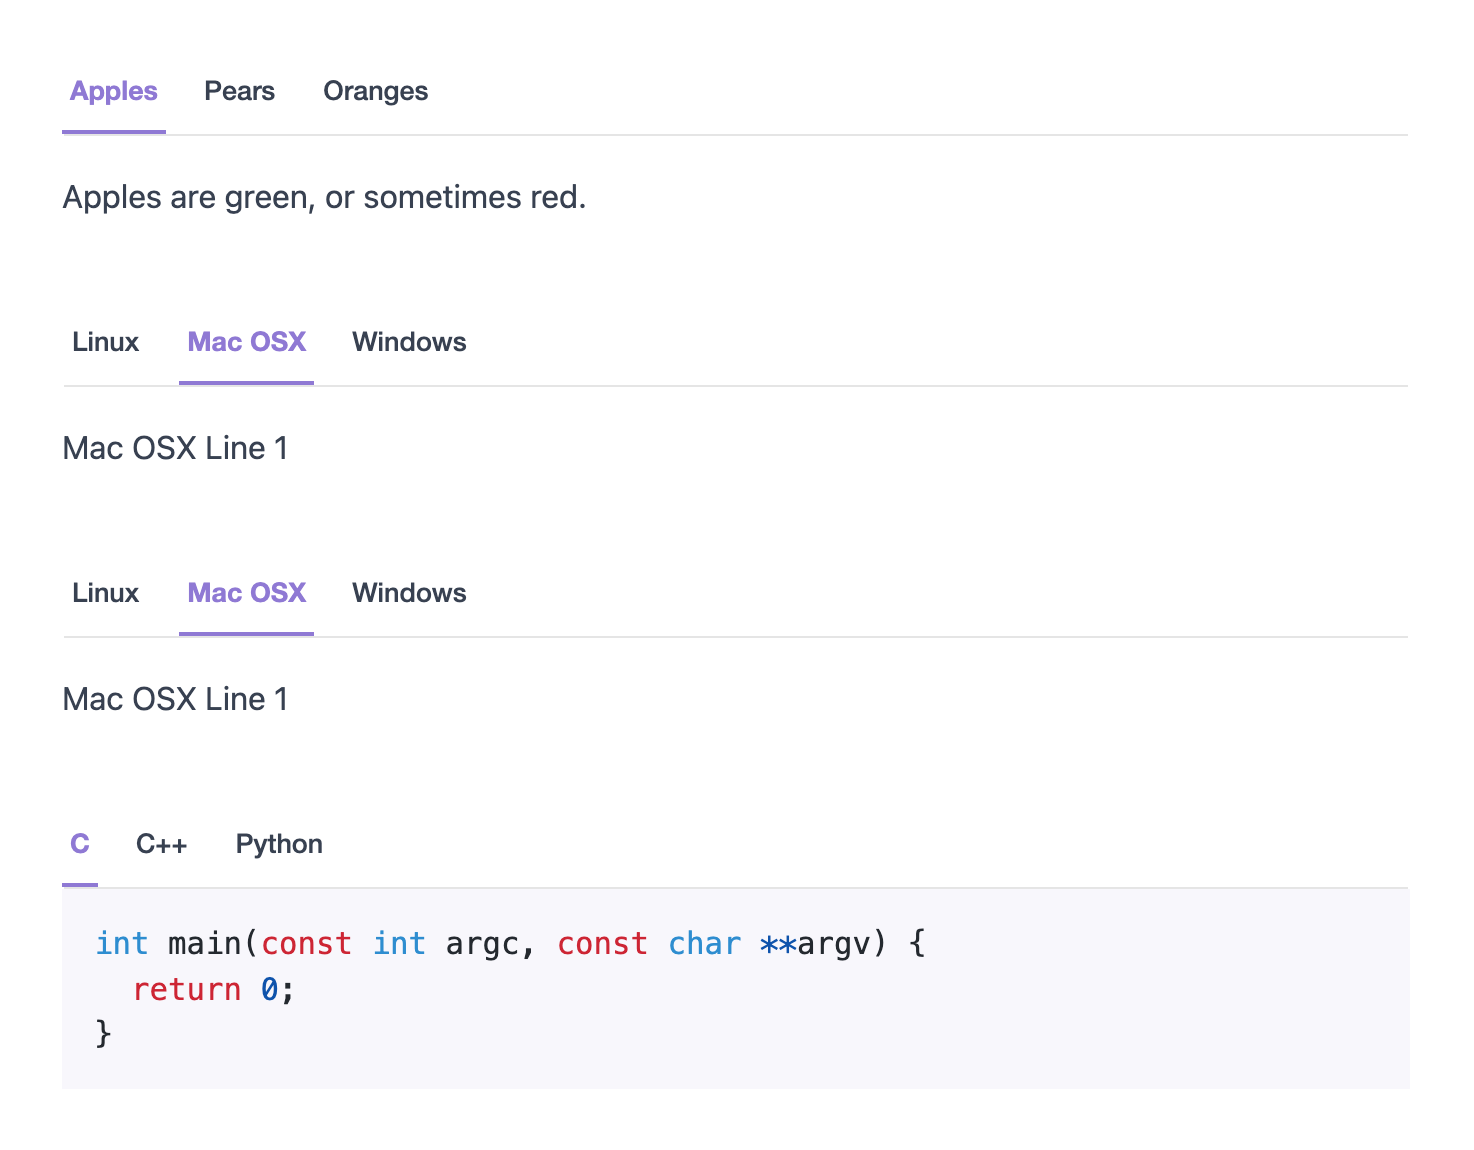 Apples Pears Oranges
Apples are green, or sometimes red.
Linux Mac OSX Windows
Mac OSX Line 1
Linux Mac OSX Windows
Mac OSX Line 1
C C++ Python
int main(const int argc, const char **argv) {
  return 0;
}